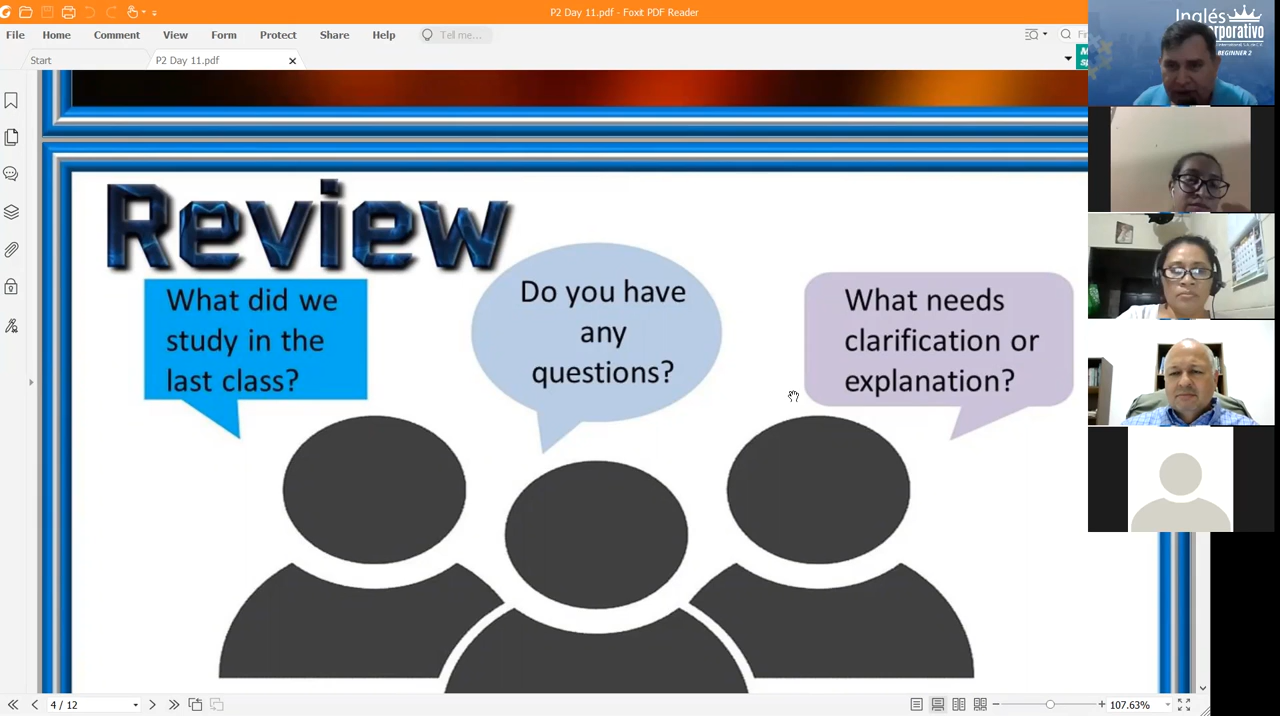 P2 Day 11.pdf - Foxit PDF Reader
File Home Comment View Form Protect Share Help Tell me...
Start P2 Day 11.pdf
Inglés
BEGINNER 2
Review
What did we
study in the
last class?
Do you have
any
questions?
What needs
clarification or
explanation?
4 / 12
107.63%